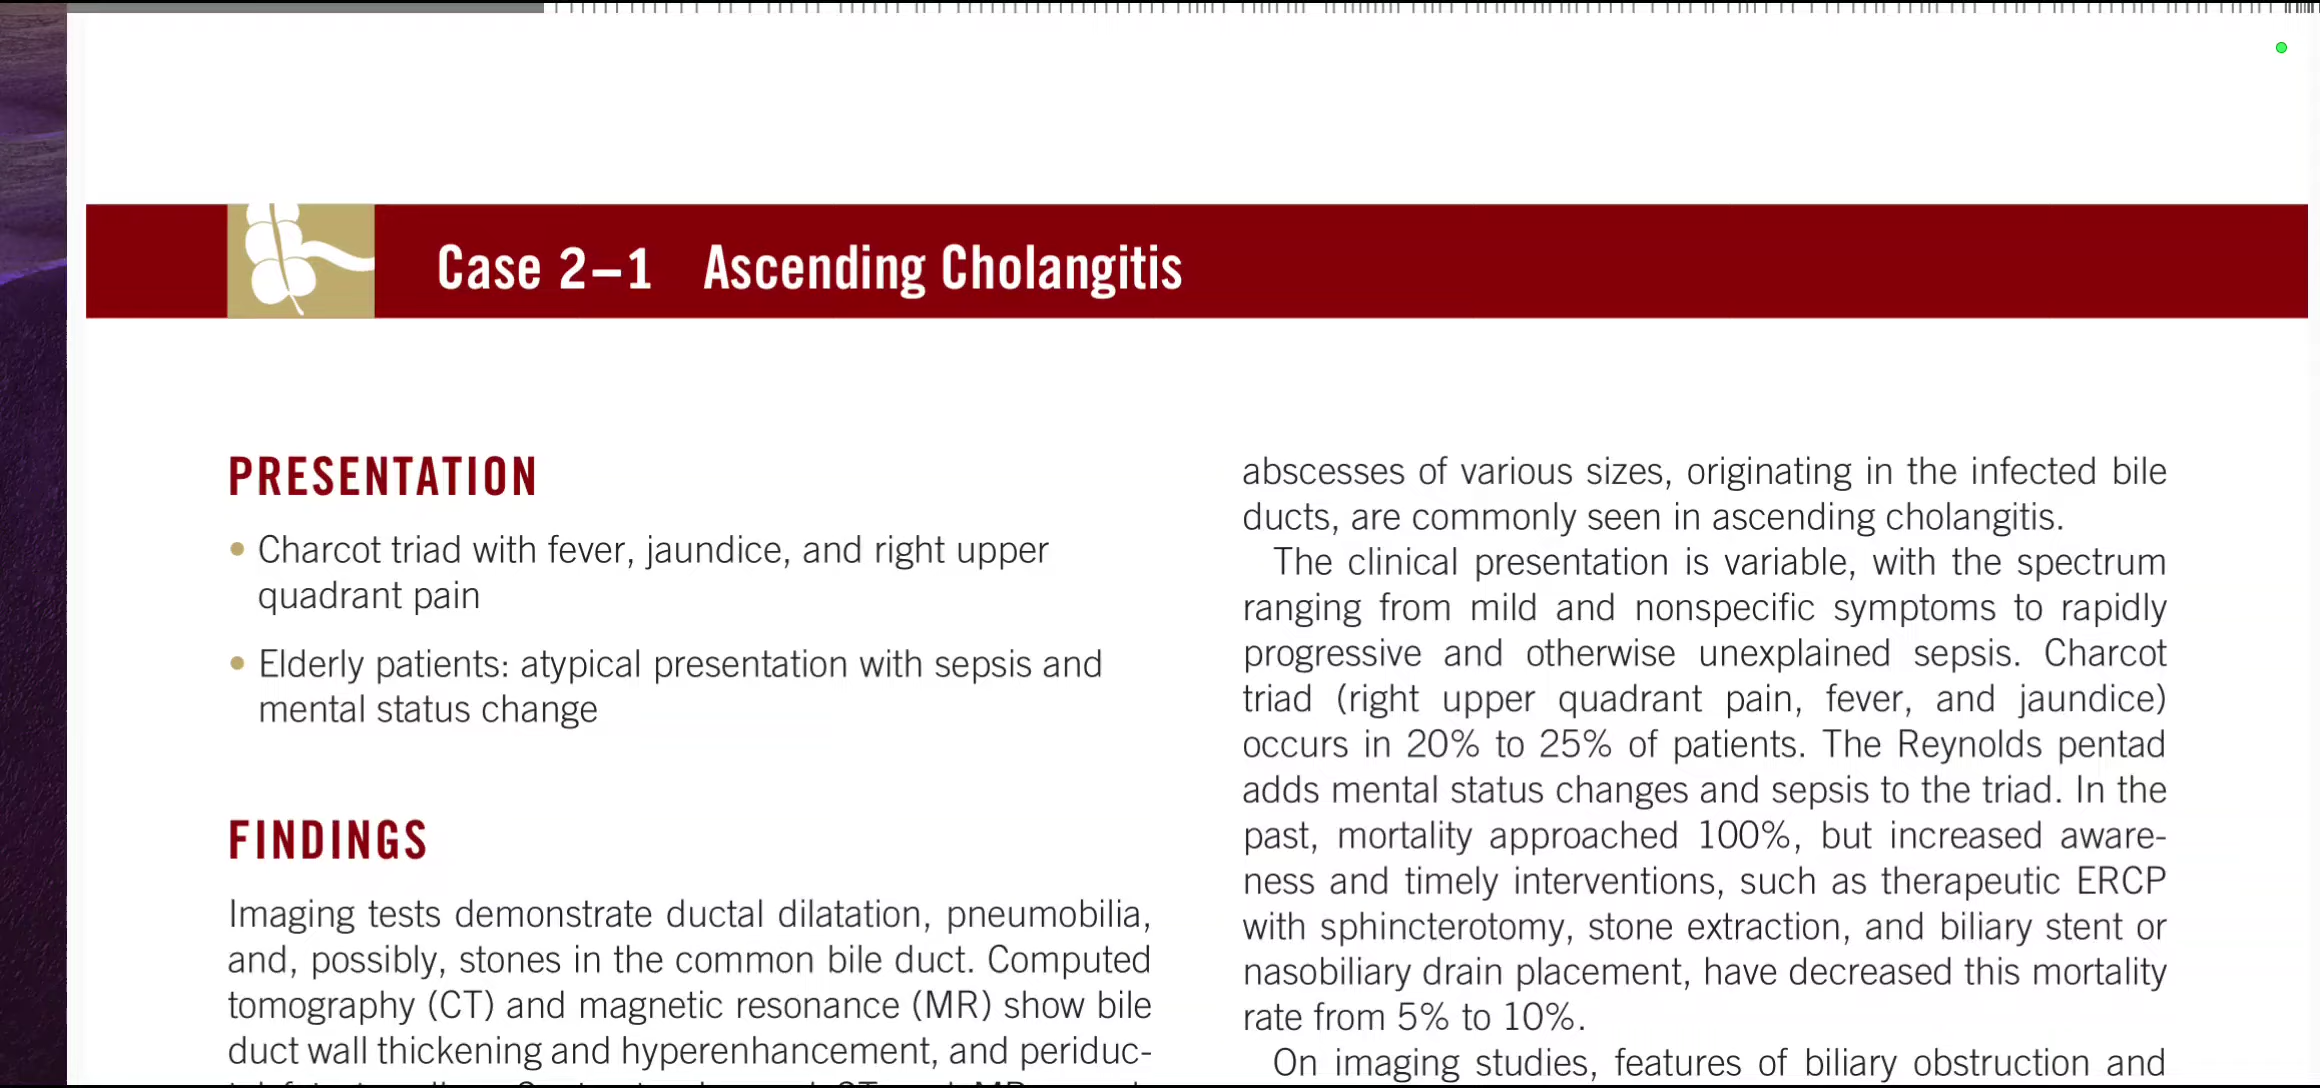 Case 2–1 Ascending Cholangitis
PRESENTATION
• Charcot triad with fever, jaundice, and right upper
quadrant pain
• Elderly patients: atypical presentation with sepsis and
mental status change
FINDINGS
Imaging tests demonstrate ductal dilatation, pneumobilia,
and, possibly, stones in the common bile duct. Computed
tomography (CT) and magnetic resonance (MR) show bile
duct wall thickening and hyperenhancement, and periduc-
abscesses of various sizes, originating in the infected bile
ducts, are commonly seen in ascending cholangitis.
The clinical presentation is variable, with the spectrum
ranging from mild and nonspecific symptoms to rapidly
progressive and otherwise unexplained sepsis. Charcot
triad (right upper quadrant pain, fever, and jaundice)
occurs in 20% to 25% of patients. The Reynolds pentad
adds mental status changes and sepsis to the triad. In the
past, mortality approached 100%, but increased aware-
ness and timely interventions, such as therapeutic ERCP
with sphincterotomy, stone extraction, and biliary stent or
nasobiliary drain placement, have decreased this mortality
rate from 5% to 10%.
On imaging studies, features of biliary obstruction and